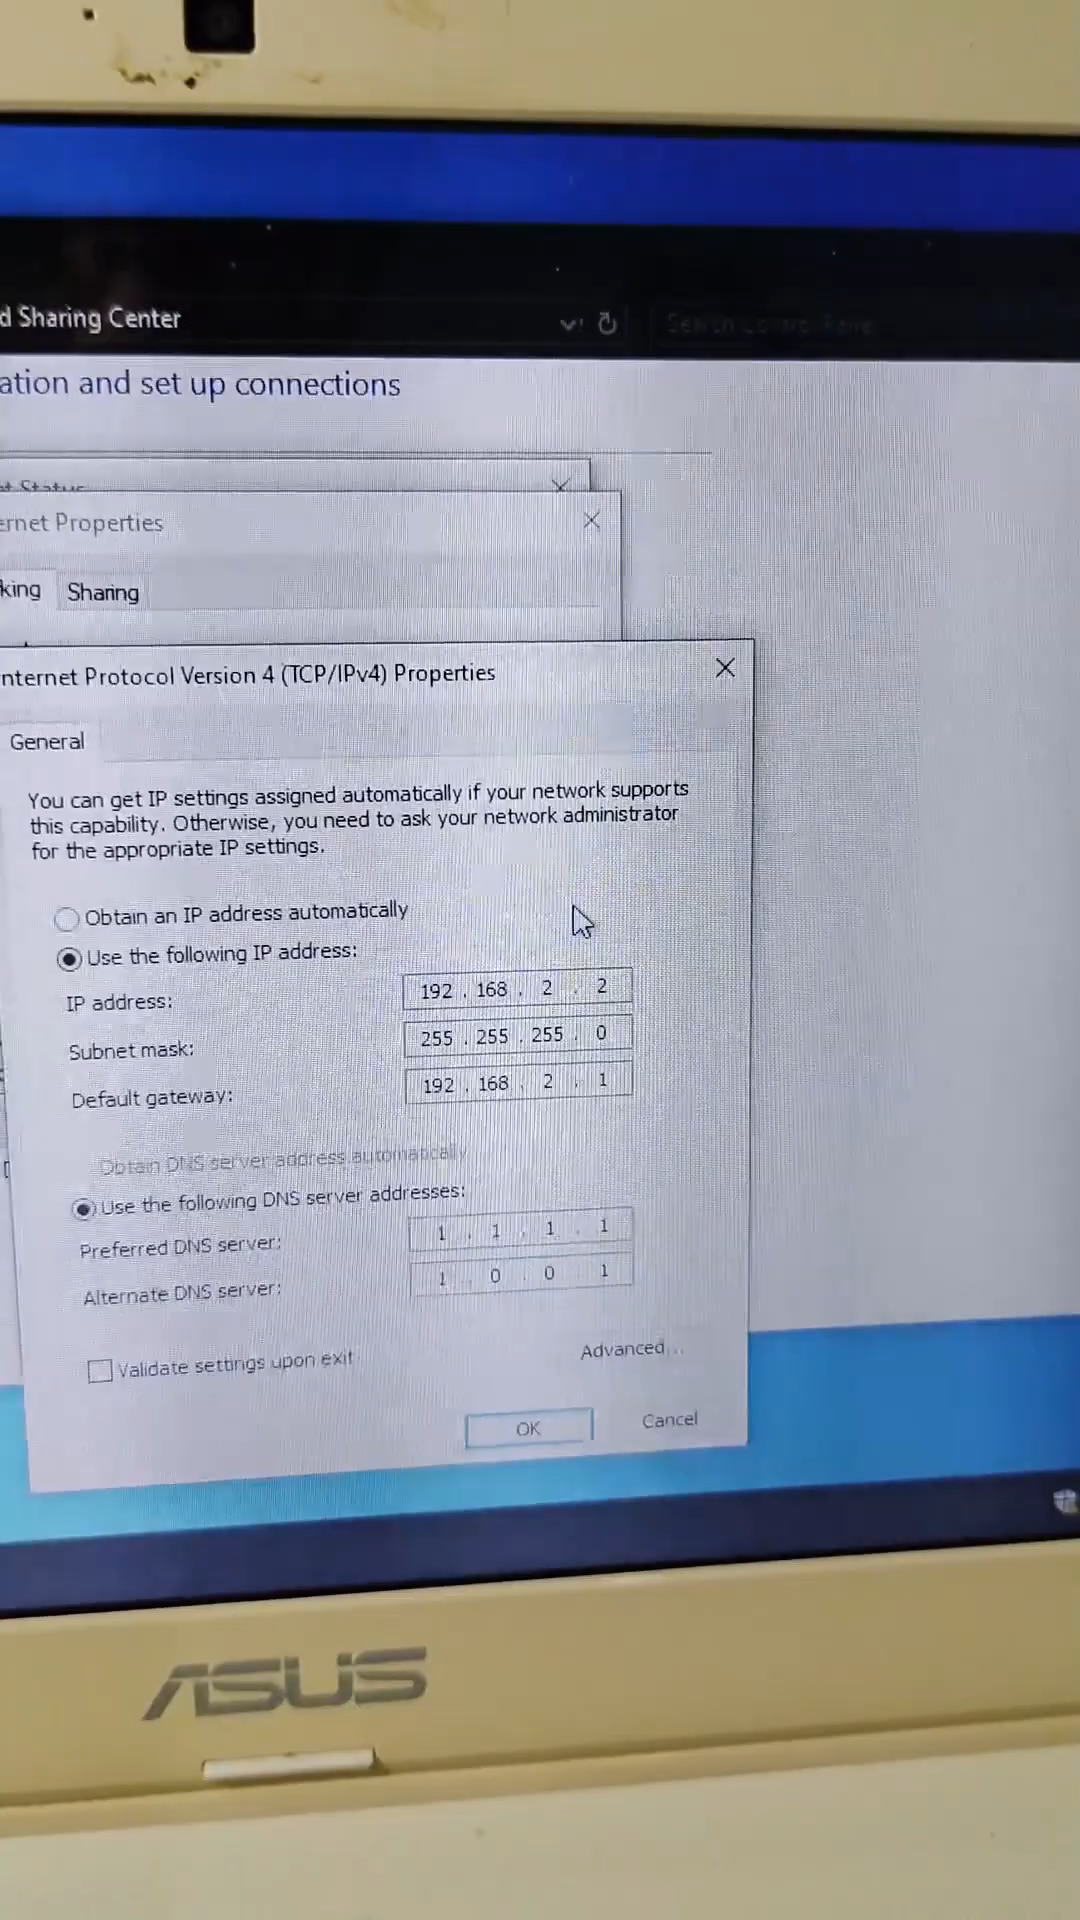 d Sharing Center
ation and set up connections
ernet Properties
king Sharing
nternet Protocol Version 4 (TCP/IPv4) Properties
General
You can get IP settings assigned automatically if your network supports
this capability. Otherwise, you need to ask your network administrator
for the appropriate IP settings.
Obtain an IP address automatically
Use the following IP address:
IP address: 192 . 168 . 2 . 2
Subnet mask: 255 . 255 . 255 . 0
Default gateway: 192 . 168 . 2 . 1
Obtain DNS server address automatically
Use the following DNS server addresses:
Preferred DNS server: 1 . 1 . 1 . 1
Alternate DNS server: 1 . 0 . 0 . 1
Validate settings upon exit
Advanced...
OK Cancel
ASUS